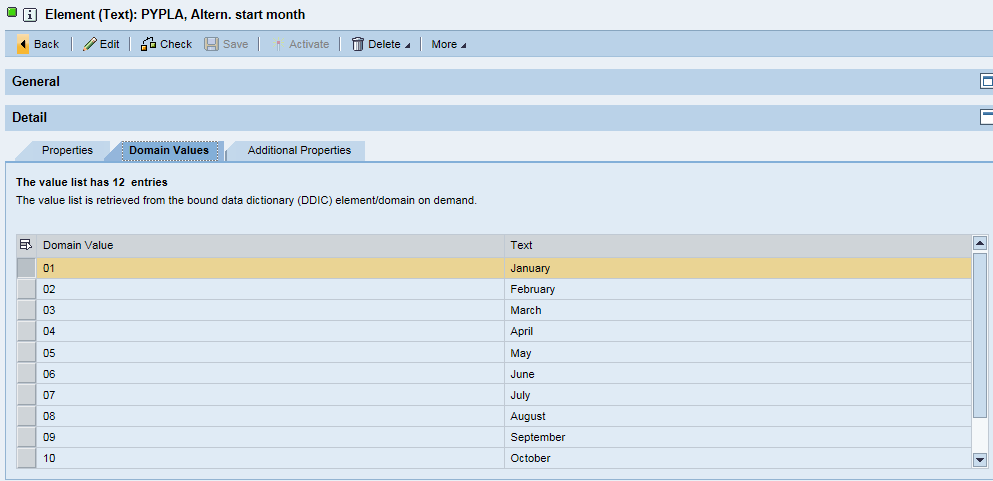 Element (Text): PYPLA, Altern. start month
Back Edit Check Save Activate Delete More
General
Detail
Properties Domain Values Additional Properties
The value list has 12 entries
The value list is retrieved from the bound data dictionary (DDIC) element/domain on demand.
Domain Value Text
01 January
02 February
03 March
04 April
05 May
06 June
07 July
08 August
09 September
10 October